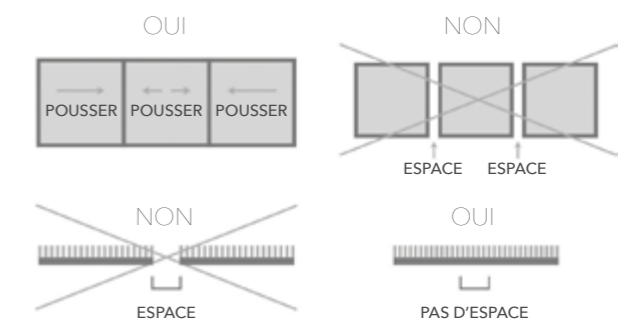 OUI
NON
POUSSER POUSSER POUSSER
ESPACE ESPACE
NON
OUI
ESPACE
PAS D'ESPACE